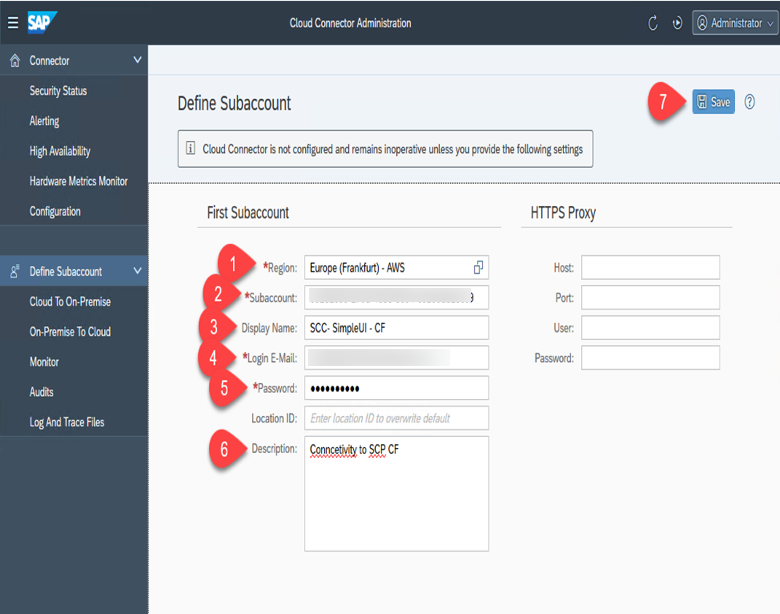 SAP
Cloud Connector Administration
Administrator
Connector
Security Status
Alerting
High Availability
Hardware Metrics Monitor
Configuration
Define Subaccount
Cloud To On-Premise
On-Premise To Cloud
Monitor
Audits
Log And Trace Files
Define Subaccount
7
Save
?
i Cloud Connector is not configured and remains inoperative unless you provide the following settings
First Subaccount
1 *Region: Europe (Frankfurt) - AWS
2 *Subaccount:
3 Display Name: SCC- SimpleUI - CF
4 *Login E-Mail:
5 *Password: ••••••••••
Location ID: Enter location ID to overwrite default
6 Description: Conncetivity to SCP CF
HTTPS Proxy
Host:
Port:
User:
Password: